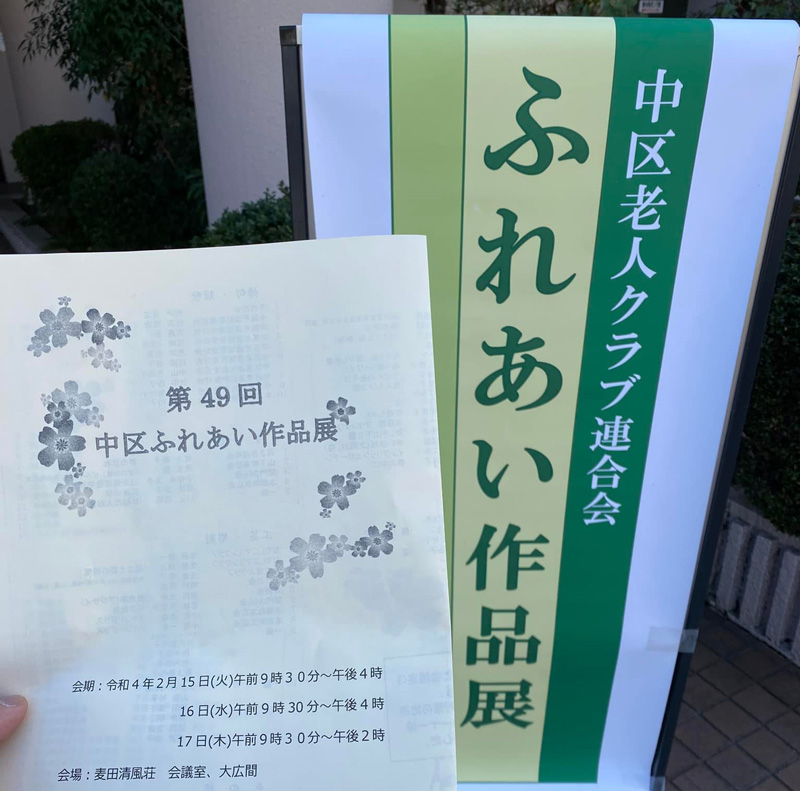 中区老人クラブ連合会
ふれあい作品展
第49回
中区ふれあい作品展
会期：令和4年2月15日(火)午前9時30分～午後4時
16日(水)午前9時30分～午後4時
17日(木)午前9時30分～午後2時
会場：麦田清風荘　会議室、大広間